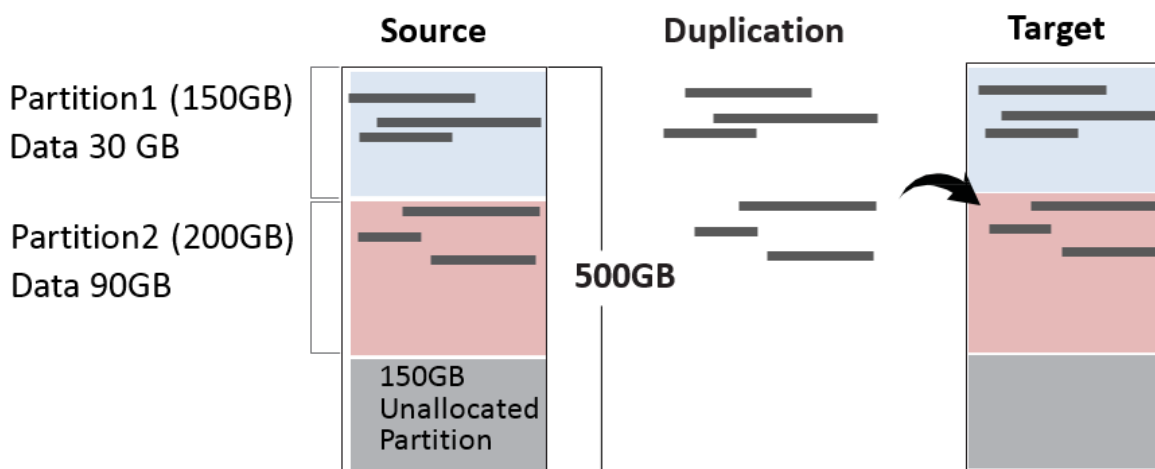 Source
Duplication
Target
Partition1 (150GB)
Data 30 GB
Partition2 (200GB)
Data 90GB
500GB
150GB
Unallocated
Partition